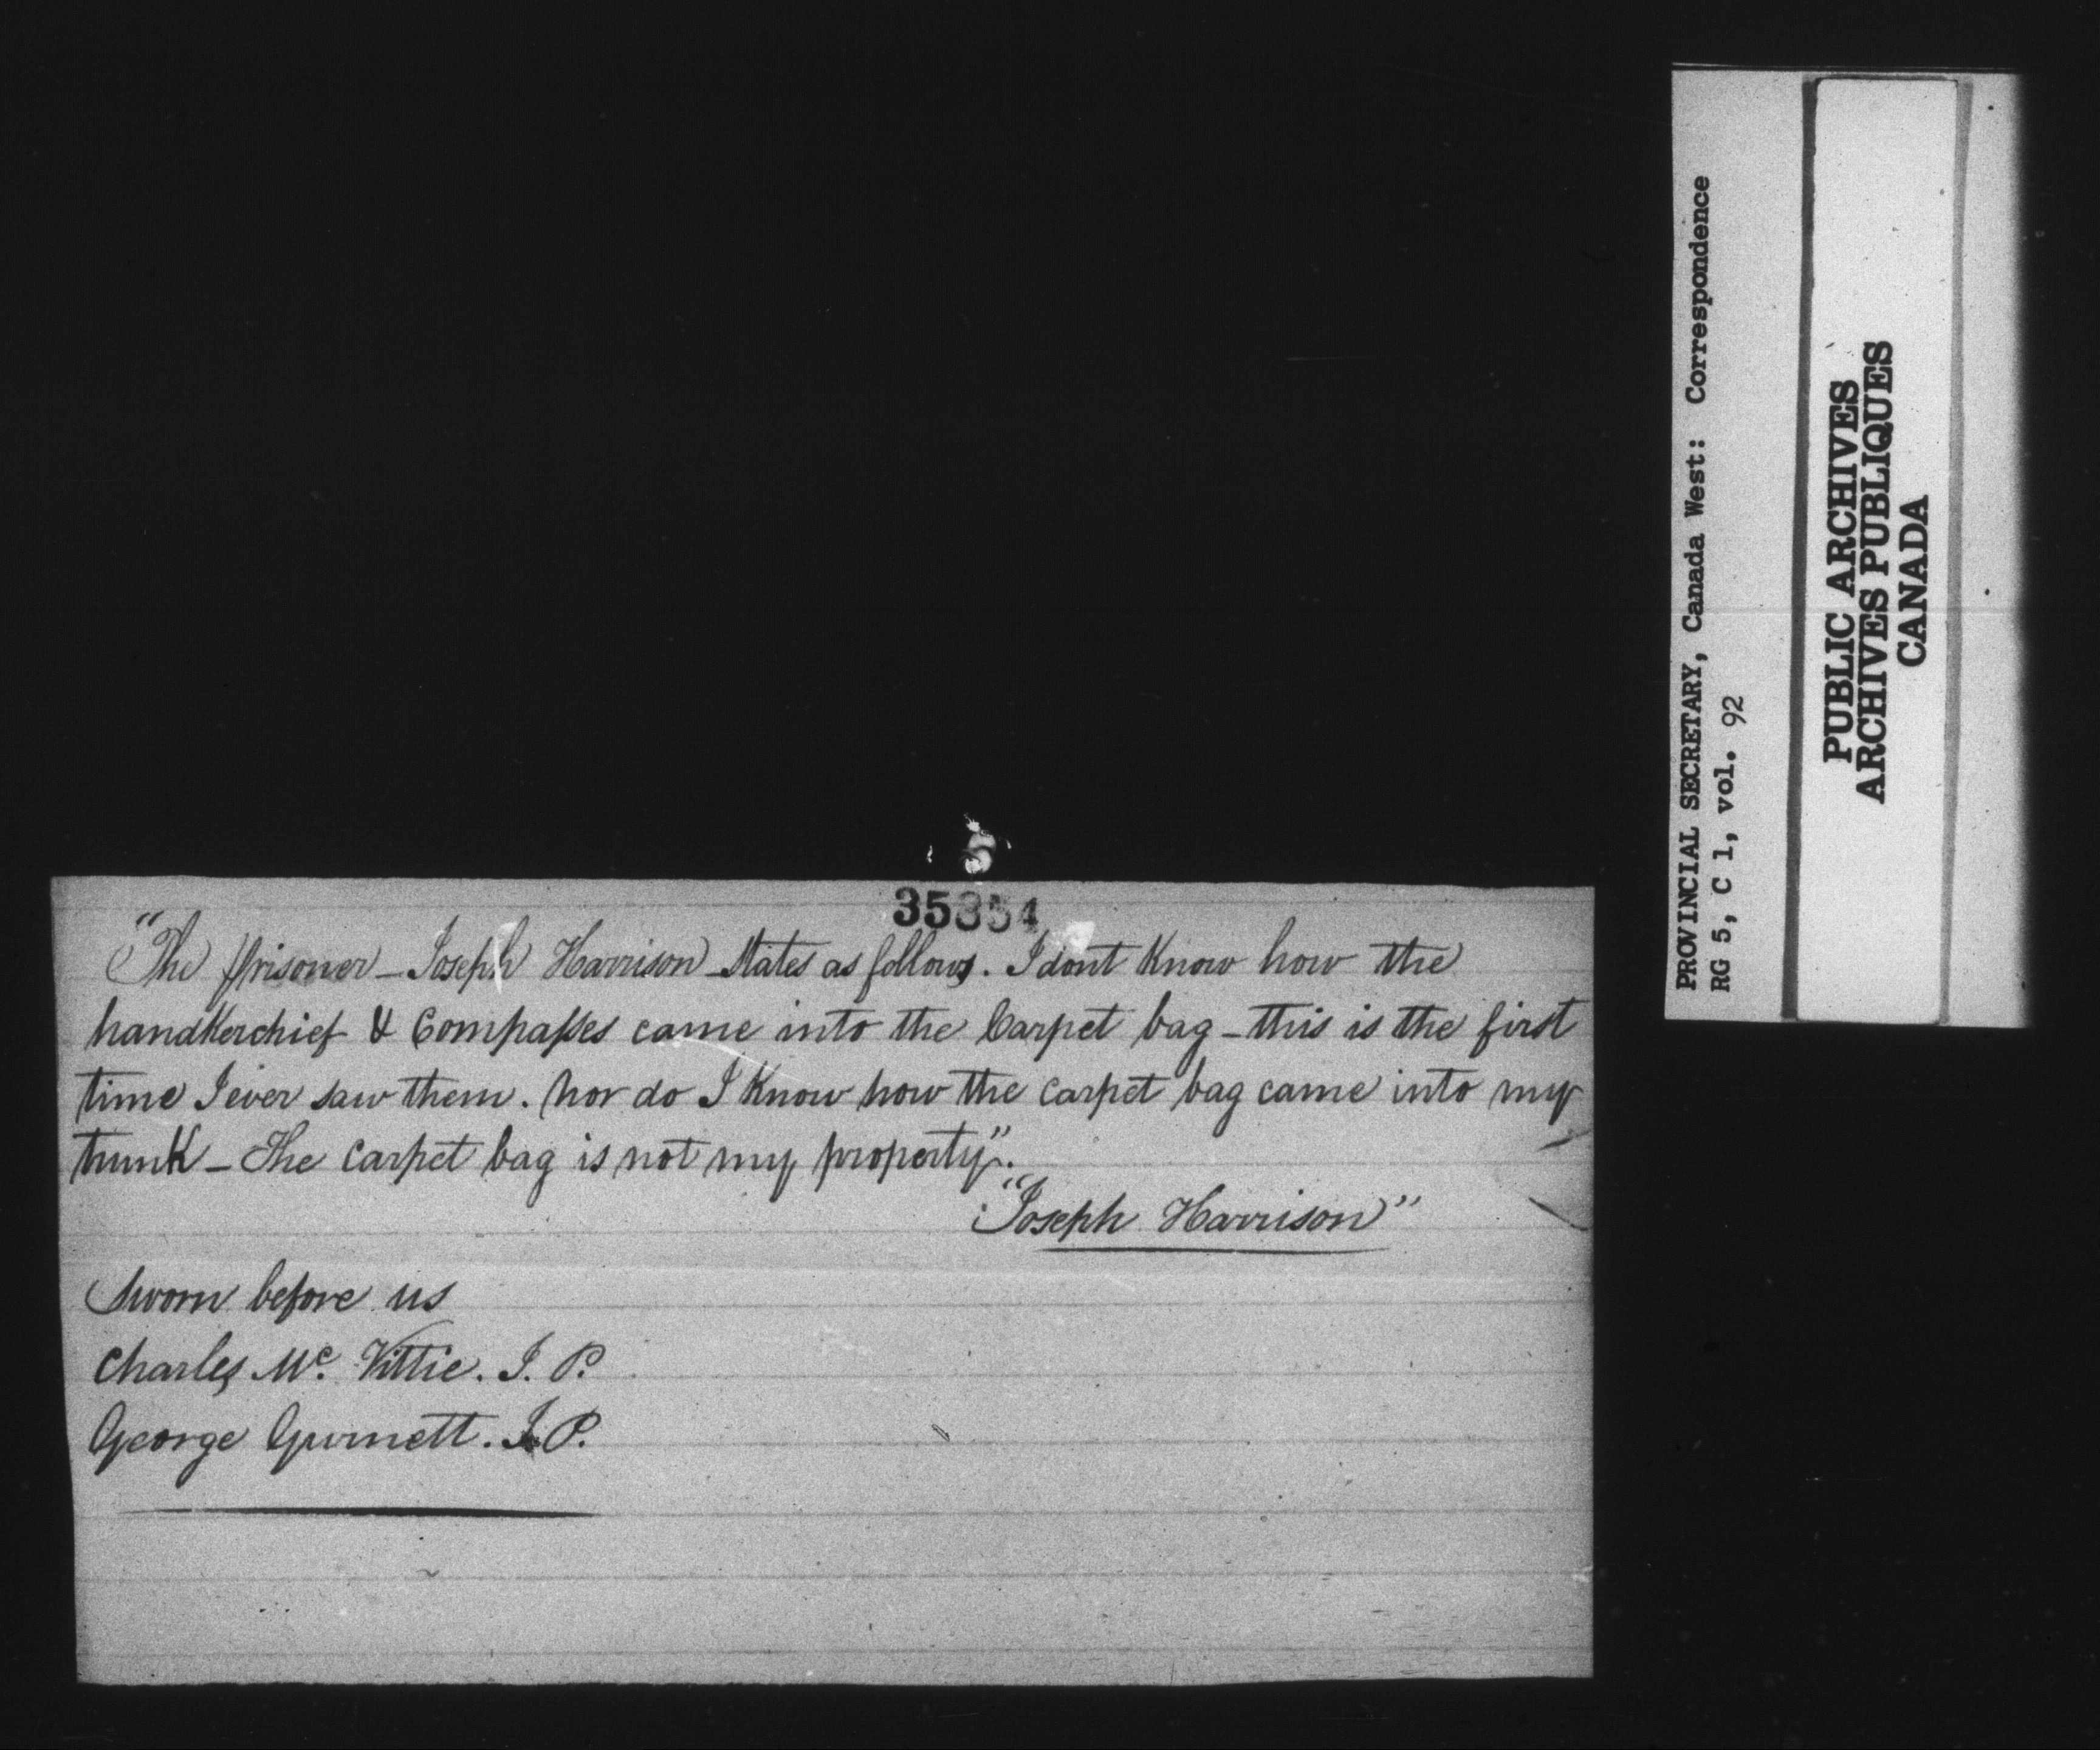 35354
"The prisoner - Joseph Harrison - States as follows. I dont Know how the
handkerchief & Compasses came into the Carpet bag - this is the first
time I ever saw them. nor do I Know how the carpet bag came into my
trunk - The carpet bag is not my property".
"Joseph Harrison"
Sworn before us
Charles Mc. Vittie. J. P.
George Gurnett. J. P.
PROVINCIAL SECRETARY, Canada West: Correspondence
RG 5, C 1, vol. 92
PUBLIC ARCHIVES
ARCHIVES PUBLIQUES
CANADA